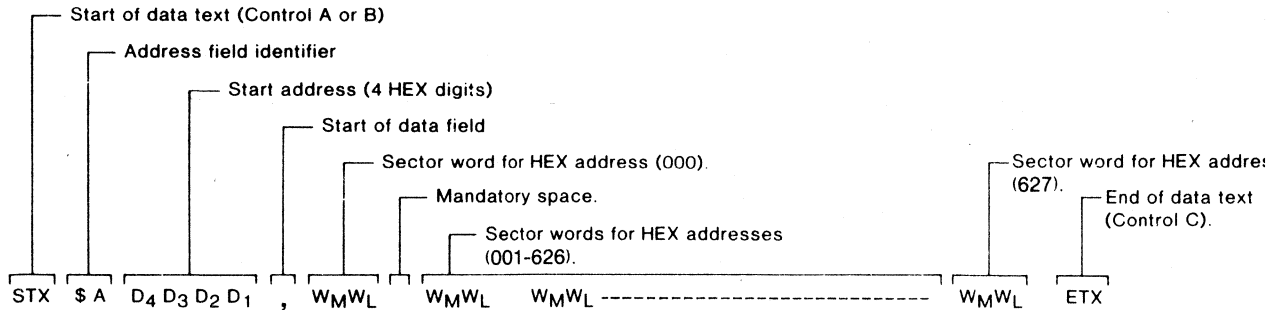 Start of data text (Control A or B)
Address field identifier
Start address (4 HEX digits)
Start of data field
Sector word for HEX address (000).
Mandatory space.
Sector words for HEX addresses
(001-626).
Sector word for HEX addres
(627).
End of data text
(Control C).
STX $ A D4 D3 D2 D1 , WMWL WMWL WMWL WMWL ETX